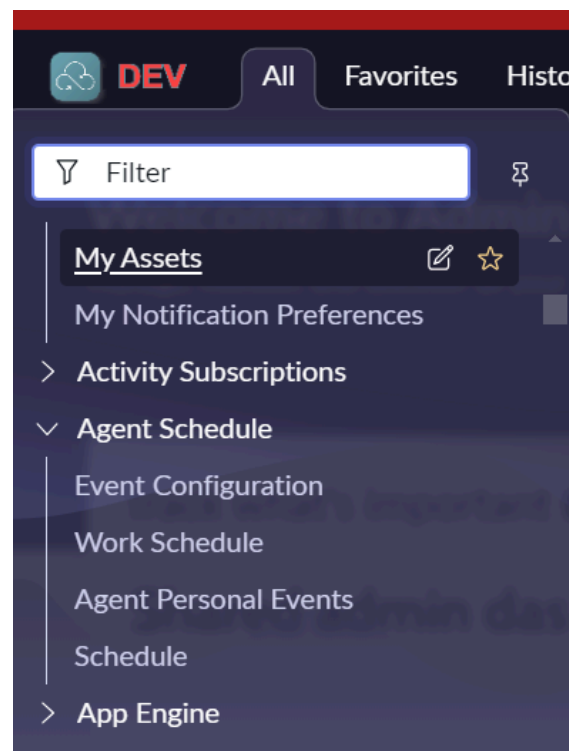 DEV All Favorites Histo
Filter
My Assets
My Notification Preferences
Activity Subscriptions
Agent Schedule
Event Configuration
Work Schedule
Agent Personal Events
Schedule
App Engine